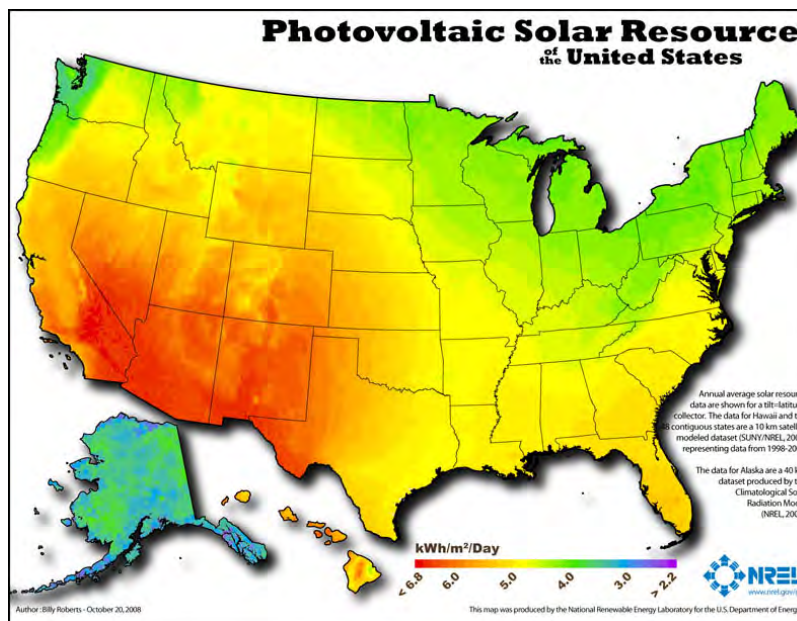 Photovoltaic Solar Resource
of the United States
Annual average solar resour
data are shown for a tilt=latitu
collector. The data for Hawaii and t
48 contiguous states are a 10 km satell
modeled dataset (SUNY/NREL, 200
representing data from 1998-20
The data for Alaska are a 40 k
dataset produced by t
Climatological So
Radiation Mo
(NREL, 200
kWh/m²/Day
< 6.8 6.0 5.0 4.0 3.0 > 2.2
NREL
www.nrel.gov/
Author : Billy Roberts - October 20, 2008
This map was produced by the National Renewable Energy Laboratory for the U.S. Department of Energ